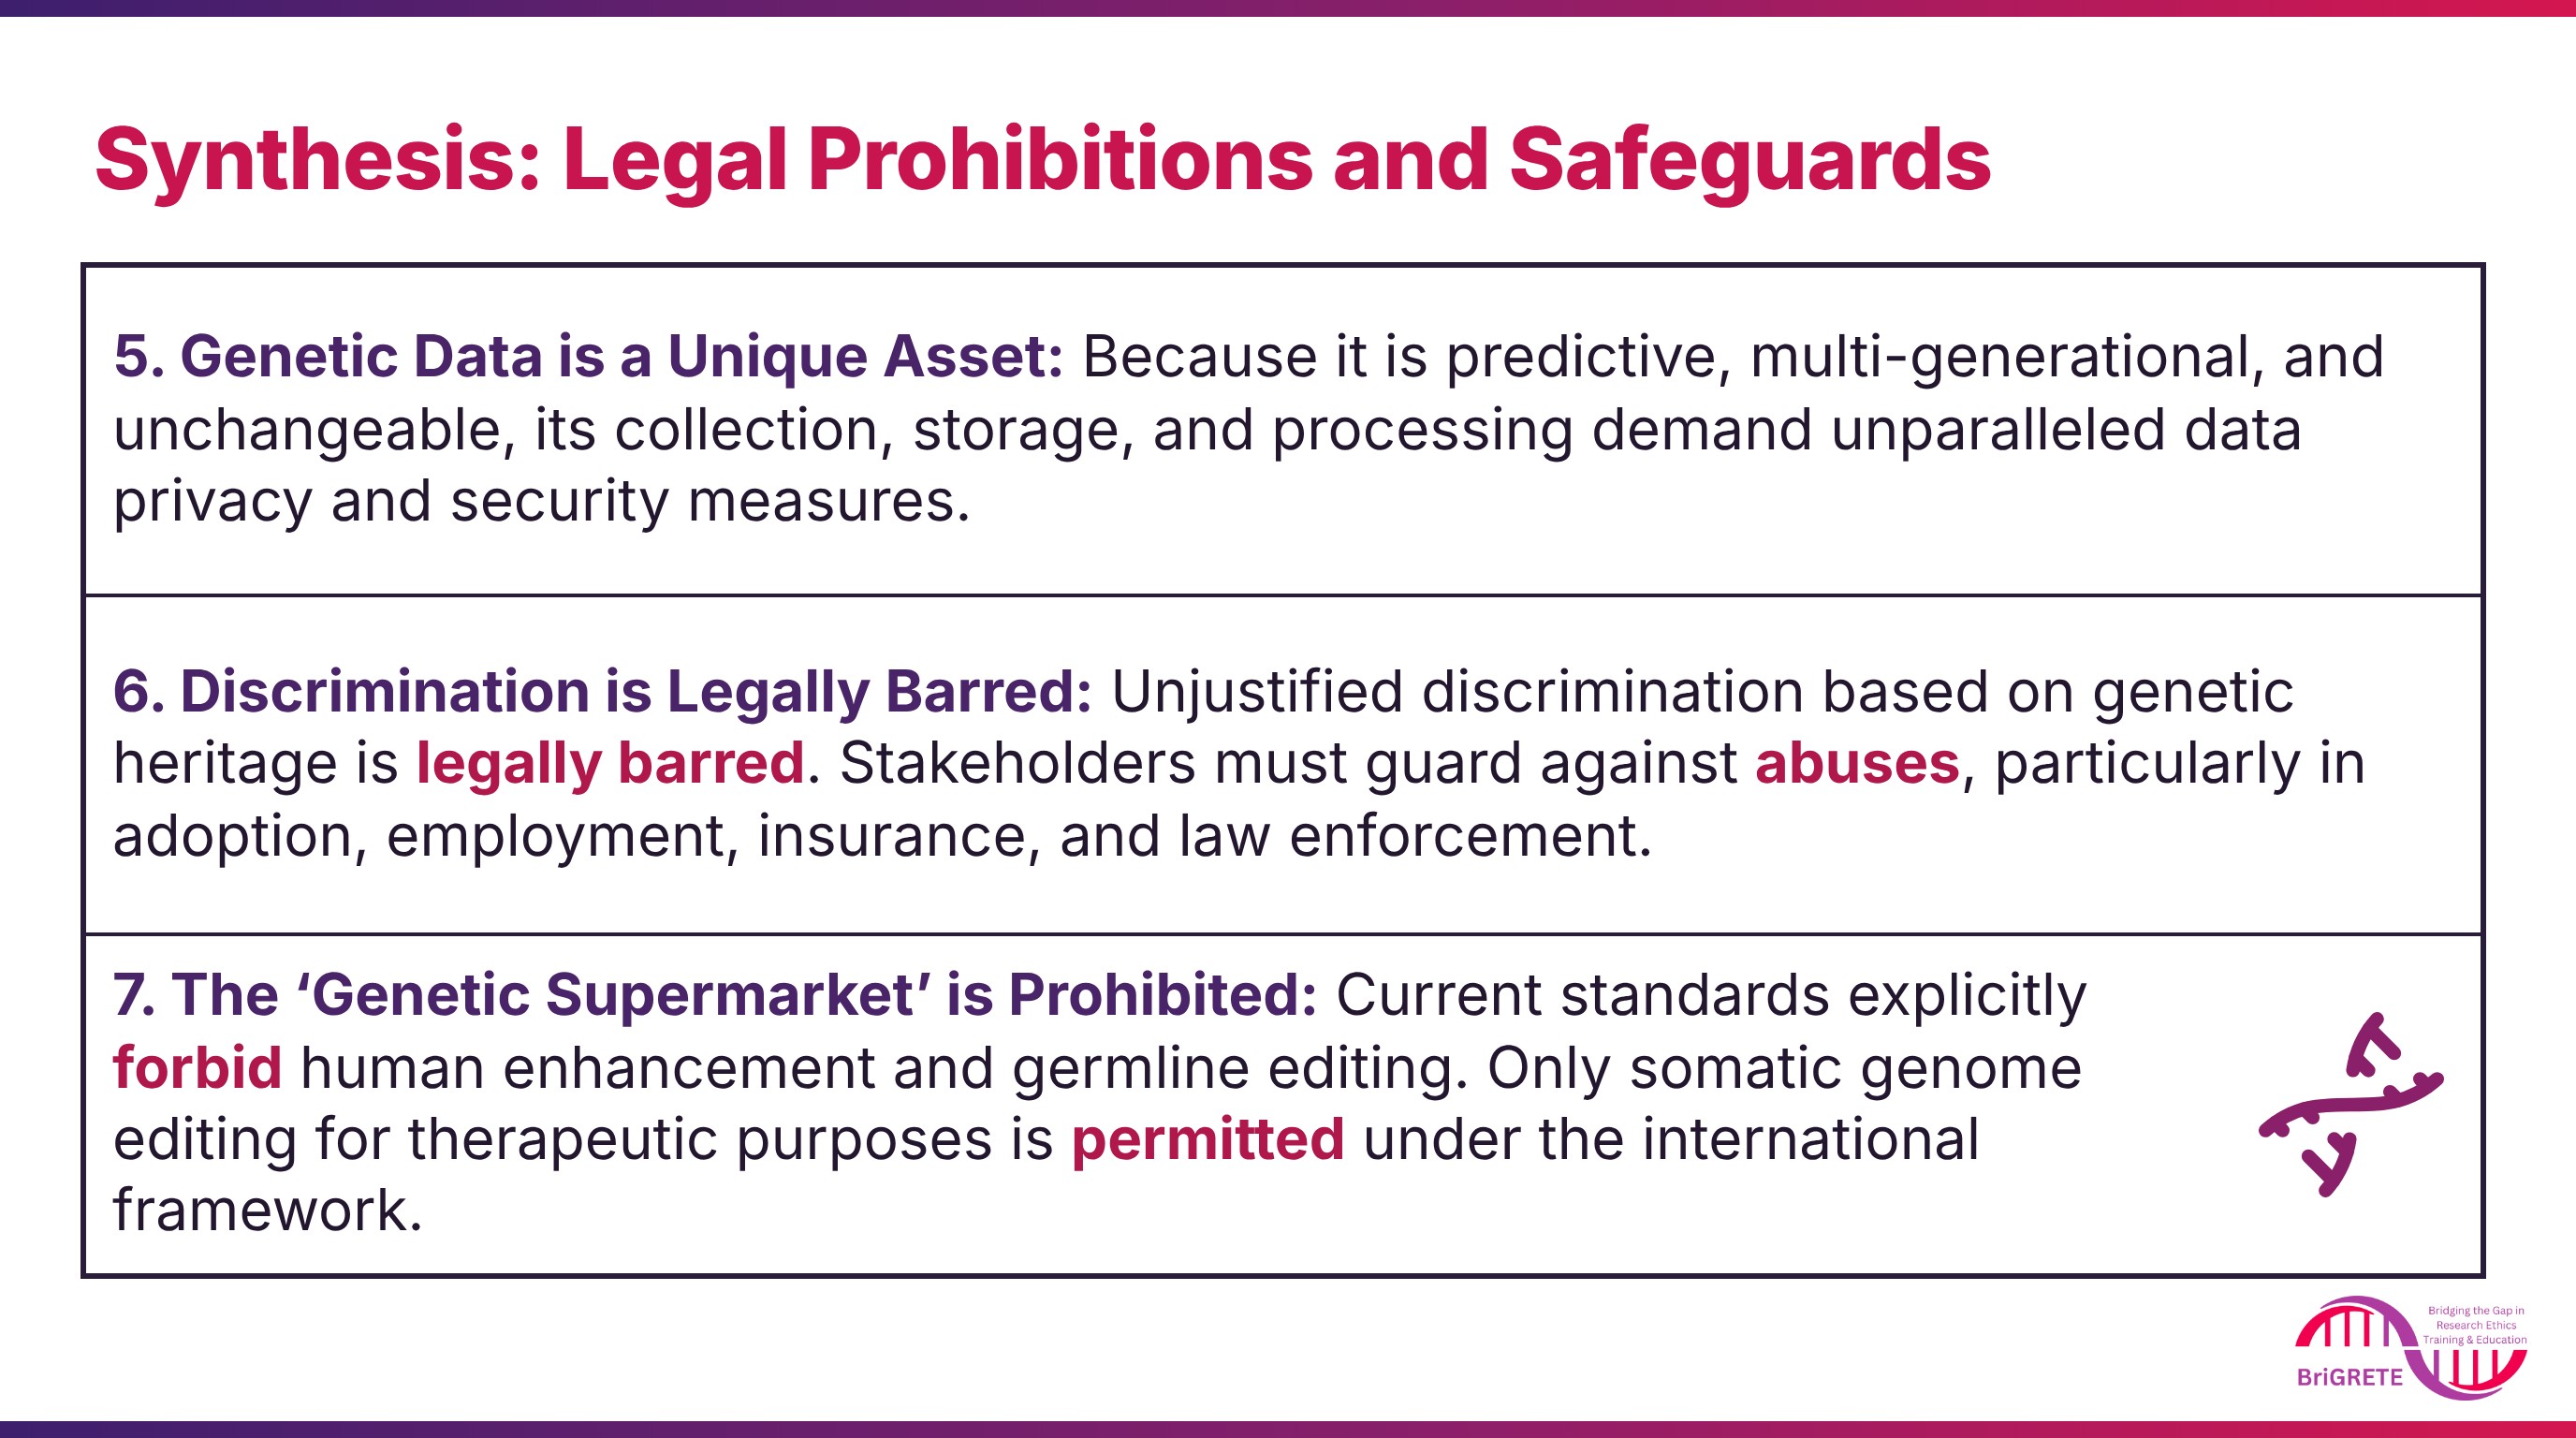 Synthesis: Legal Prohibitions and Safeguards
5. Genetic Data is a Unique Asset: Because it is predictive, multi-generational, and
unchangeable, its collection, storage, and processing demand unparalleled data
privacy and security measures.
6. Discrimination is Legally Barred: Unjustified discrimination based on genetic
heritage is legally barred. Stakeholders must guard against abuses, particularly in
adoption, employment, insurance, and law enforcement.
7. The ‘Genetic Supermarket’ is Prohibited: Current standards explicitly
forbid human enhancement and germline editing. Only somatic genome
editing for therapeutic purposes is permitted under the international
framework.
Bridging the Gap in
Research Ethics
Training & Education
BriGRETE